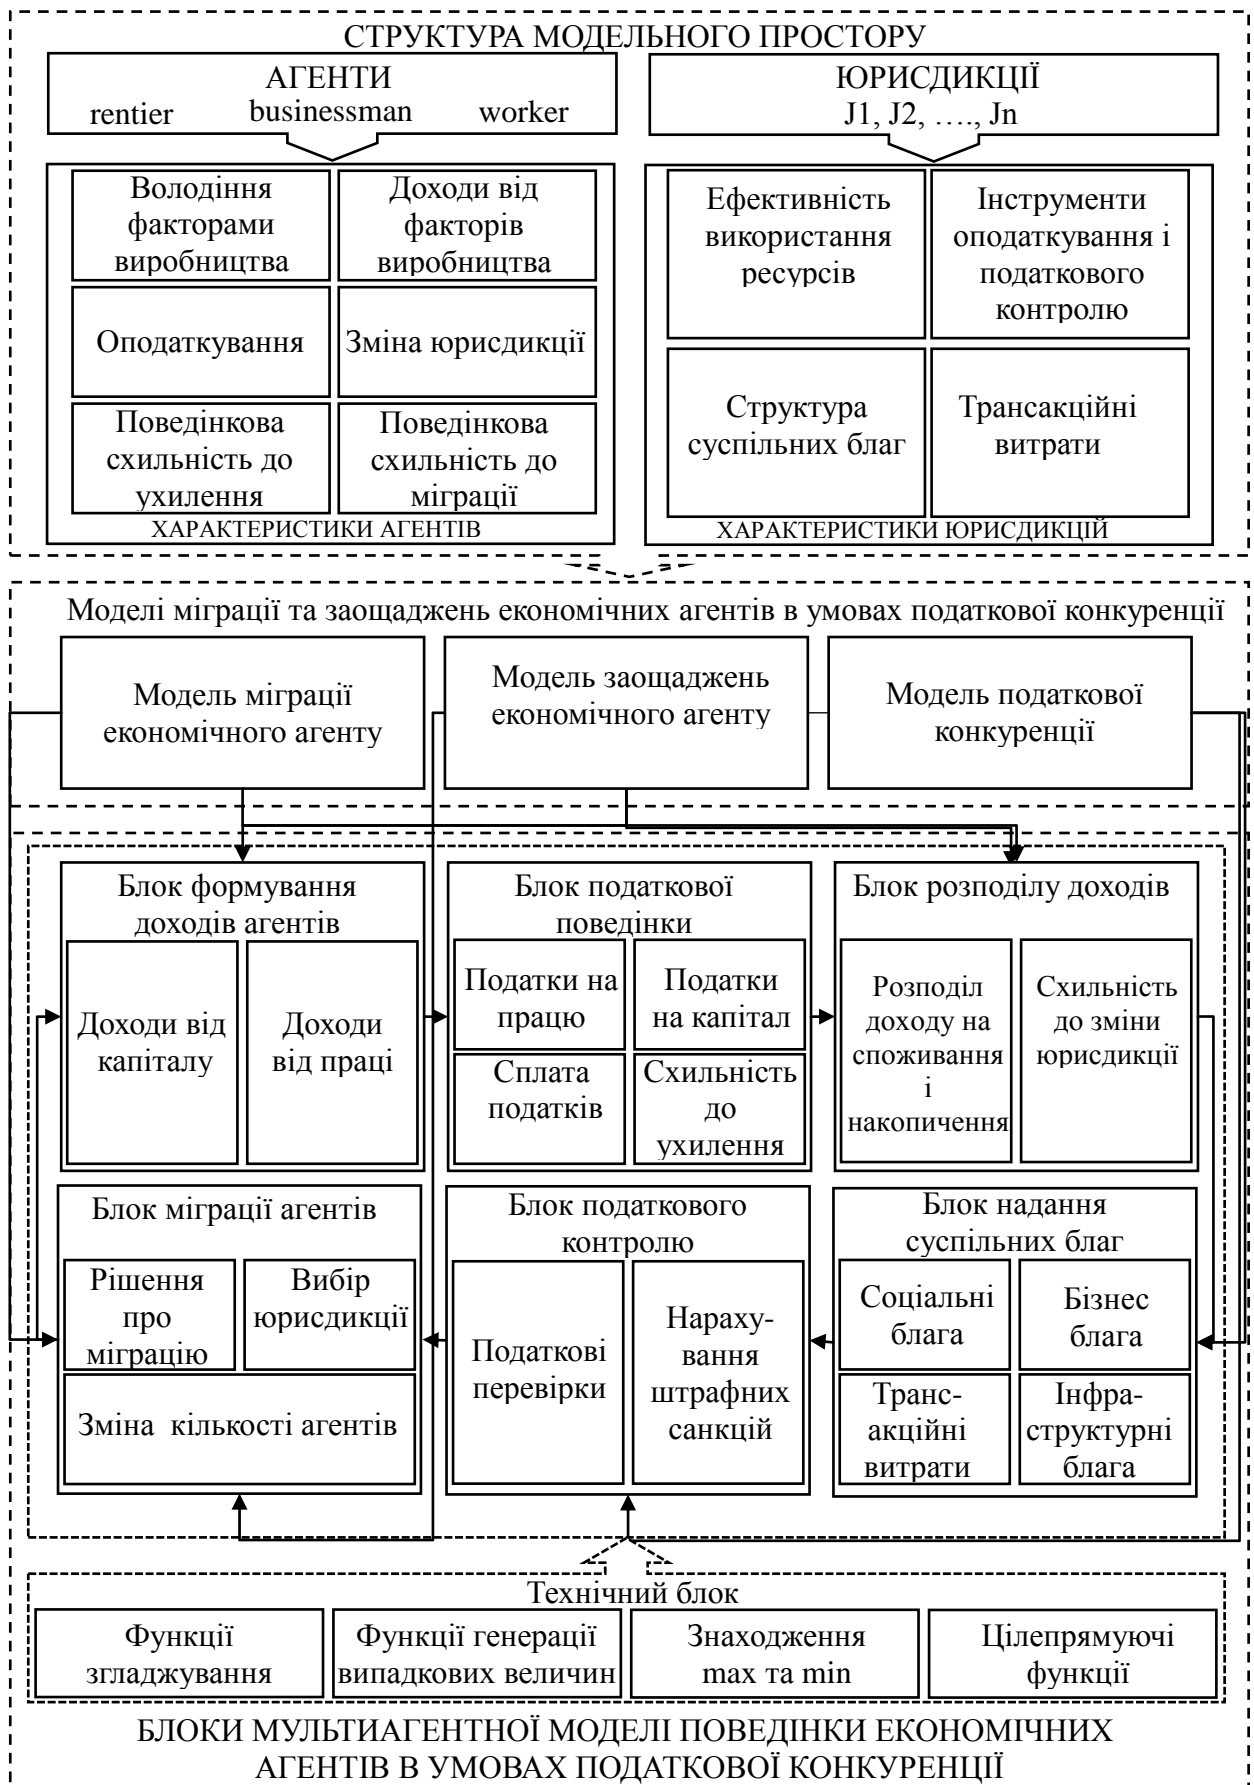 СТРУКТУРА МОДЕЛЬНОГО ПРОСТОРУ
АГЕНТИ
rentier businessman worker
ЮРИСДИКЦІЇ
J1, J2, …., Jn
Володіння
факторами
виробництва
Доходи від
факторів
виробництва
Оподаткування
Зміна юрисдикції
Поведінкова
схильність до
ухилення
Поведінкова
схильність до
міграції
ХАРАКТЕРИСТИКИ АГЕНТІВ
Ефективність
використання
ресурсів
Інструменти
оподаткування і
податкового
контролю
Структура
суспільних благ
Трансакційні
витрати
ХАРАКТЕРИСТИКИ ЮРИСДИКЦІЙ
Моделі міграції та заощаджень економічних агентів в умовах податкової конкуренції
Модель міграції
економічного агенту
Модель заощаджень
економічного агенту
Модель податкової
конкуренції
Блок формування
доходів агентів
Доходи від
капіталу
Доходи
від праці
Блок податкової
поведінки
Податки на
працю
Податки
на капітал
Сплата
податків
Схильність
до
ухилення
Блок розподілу доходів
Розподіл
доходу на
споживання
і
накопичення
Схильність
до зміни
юрисдикції
Блок міграції агентів
Рішення
про
міграцію
Вибір
юрисдикції
Зміна  кількості агентів
Блок податкового
контролю
Податкові
перевірки
Нараху-
вання
штрафних
санкцій
Блок надання
суспільних благ
Соціальні
блага
Бізнес
блага
Транс-
акційні
витрати
Інфра-
структурні
блага
Технічний блок
Функції
згладжування
Функції генерації
випадкових величин
Знаходження
max та min
Цілепрямуючі
функції
БЛОКИ МУЛЬТИАГЕНТНОЇ МОДЕЛІ ПОВЕДІНКИ ЕКОНОМІЧНИХ
АГЕНТІВ В УМОВАХ ПОДАТКОВОЇ КОНКУРЕНЦІЇ